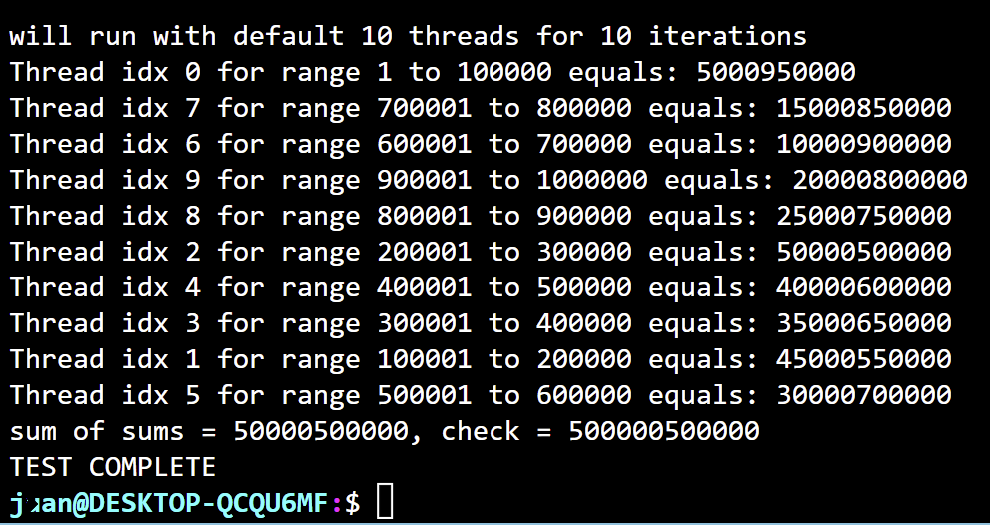 will run with default 10 threads for 10 iterations
Thread idx 0 for range 1 to 100000 equals: 5000950000
Thread idx 7 for range 700001 to 800000 equals: 15000850000
Thread idx 6 for range 600001 to 700000 equals: 10000900000
Thread idx 9 for range 900001 to 1000000 equals: 20000800000
Thread idx 8 for range 800001 to 900000 equals: 25000750000
Thread idx 2 for range 200001 to 300000 equals: 50000500000
Thread idx 4 for range 400001 to 500000 equals: 40000600000
Thread idx 3 for range 300001 to 400000 equals: 35000650000
Thread idx 1 for range 100001 to 200000 equals: 45000550000
Thread idx 5 for range 500001 to 600000 equals: 30000700000
sum of sums = 50000500000, check = 500000500000
TEST COMPLETE
@DESKTOP-QCQU6MF:$